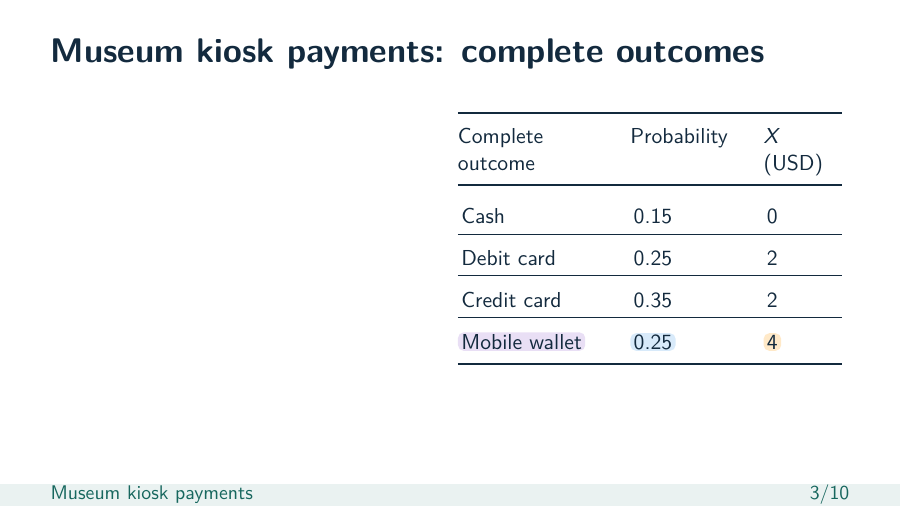 Museum kiosk payments: complete outcomes
Complete outcome Probability X (USD)
Cash 0.15 0
Debit card 0.25 2
Credit card 0.35 2
Mobile wallet 0.25 4
Museum kiosk payments 3/10